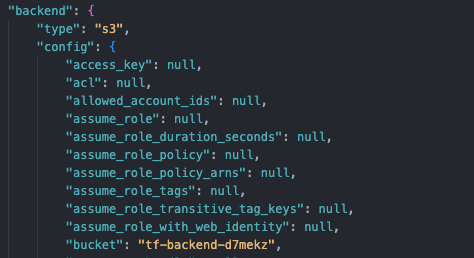 "backend": {
"type": "s3",
"config": {
"access_key": null,
"acl": null,
"allowed_account_ids": null,
"assume_role": null,
"assume_role_duration_seconds": null,
"assume_role_policy": null,
"assume_role_policy_arns": null,
"assume_role_tags": null,
"assume_role_transitive_tag_keys": null,
"assume_role_with_web_identity": null,
"bucket": "tf-backend-d7mekz",